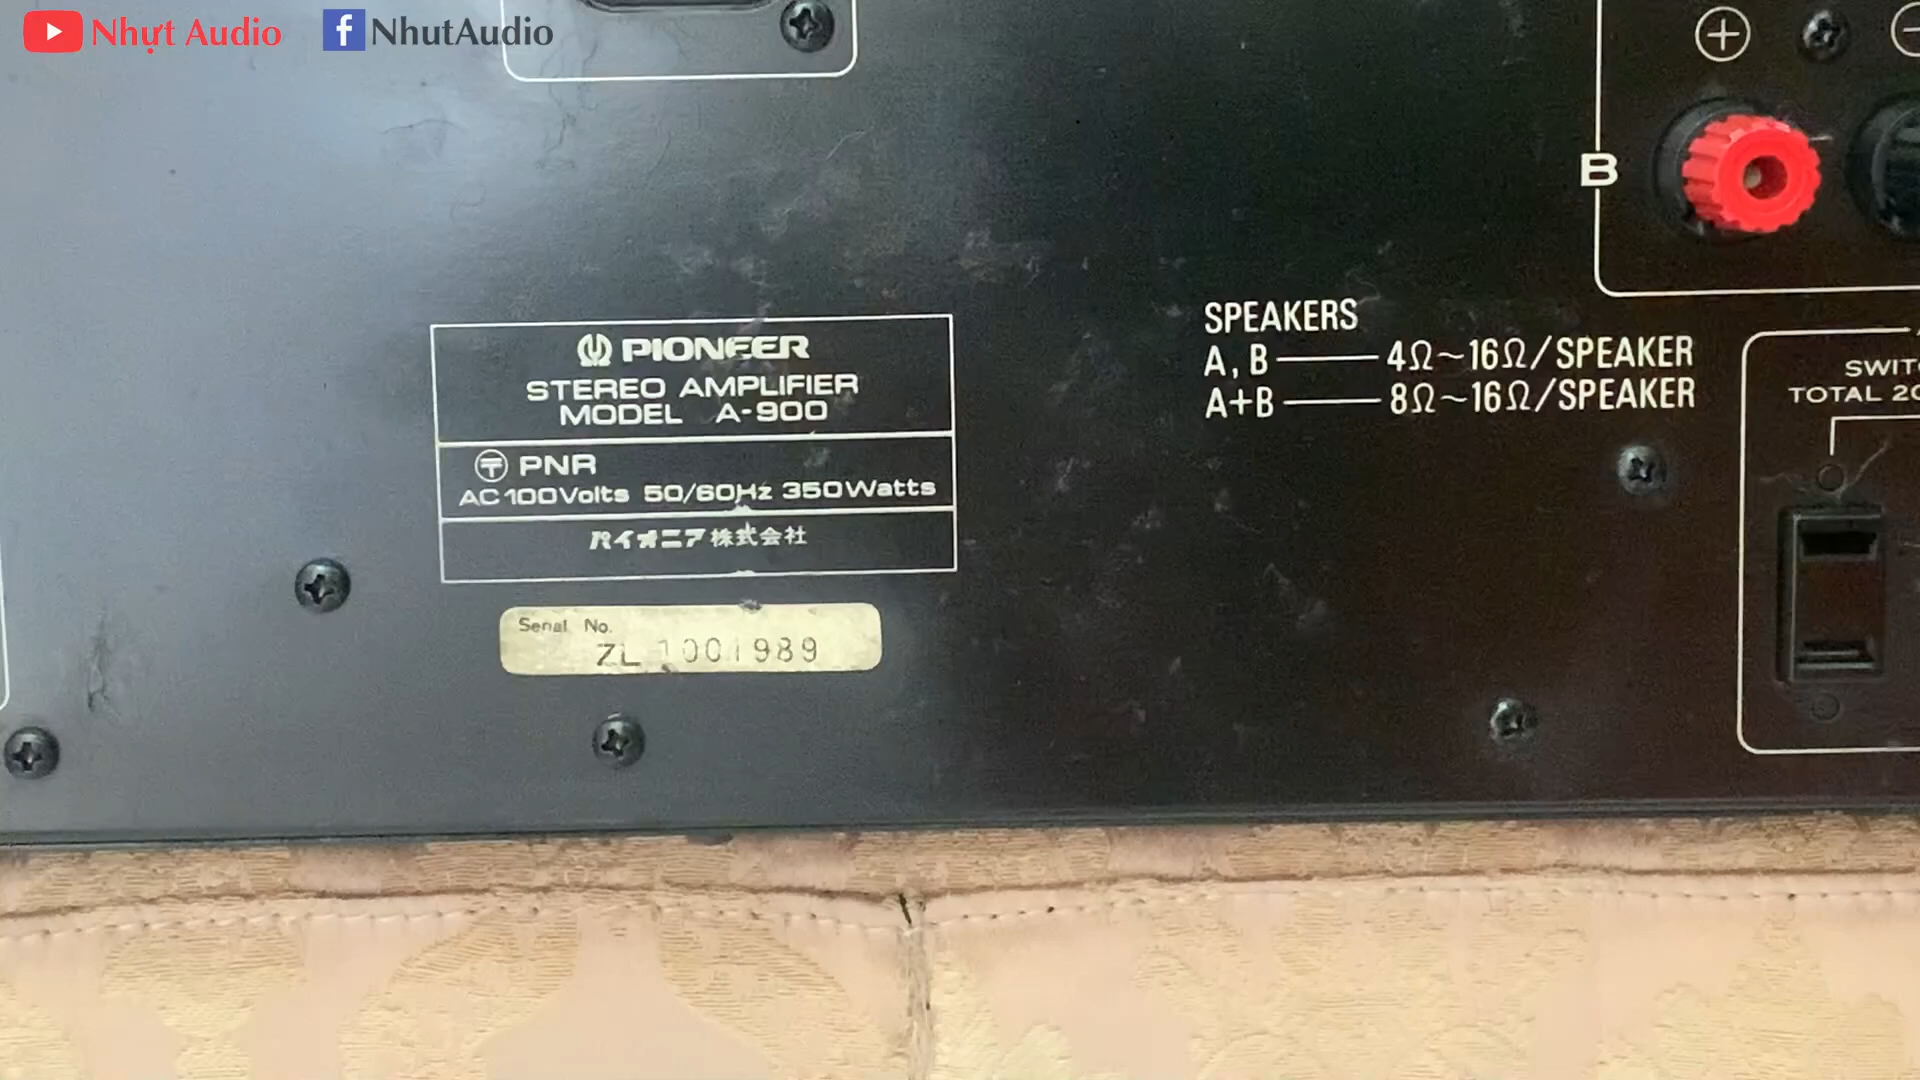 Nhựt Audio
NhutAudio
B
PIONEER
STEREO AMPLIFIER
MODEL A-900
PNR
AC 100Volts 50/60Hz 350Watts
パイオニア株式会社
Serial No.
ZL 1001989
SPEAKERS
A, B 4Ω~16Ω/SPEAKER
A+B 8Ω~16Ω/SPEAKER
TOTAL